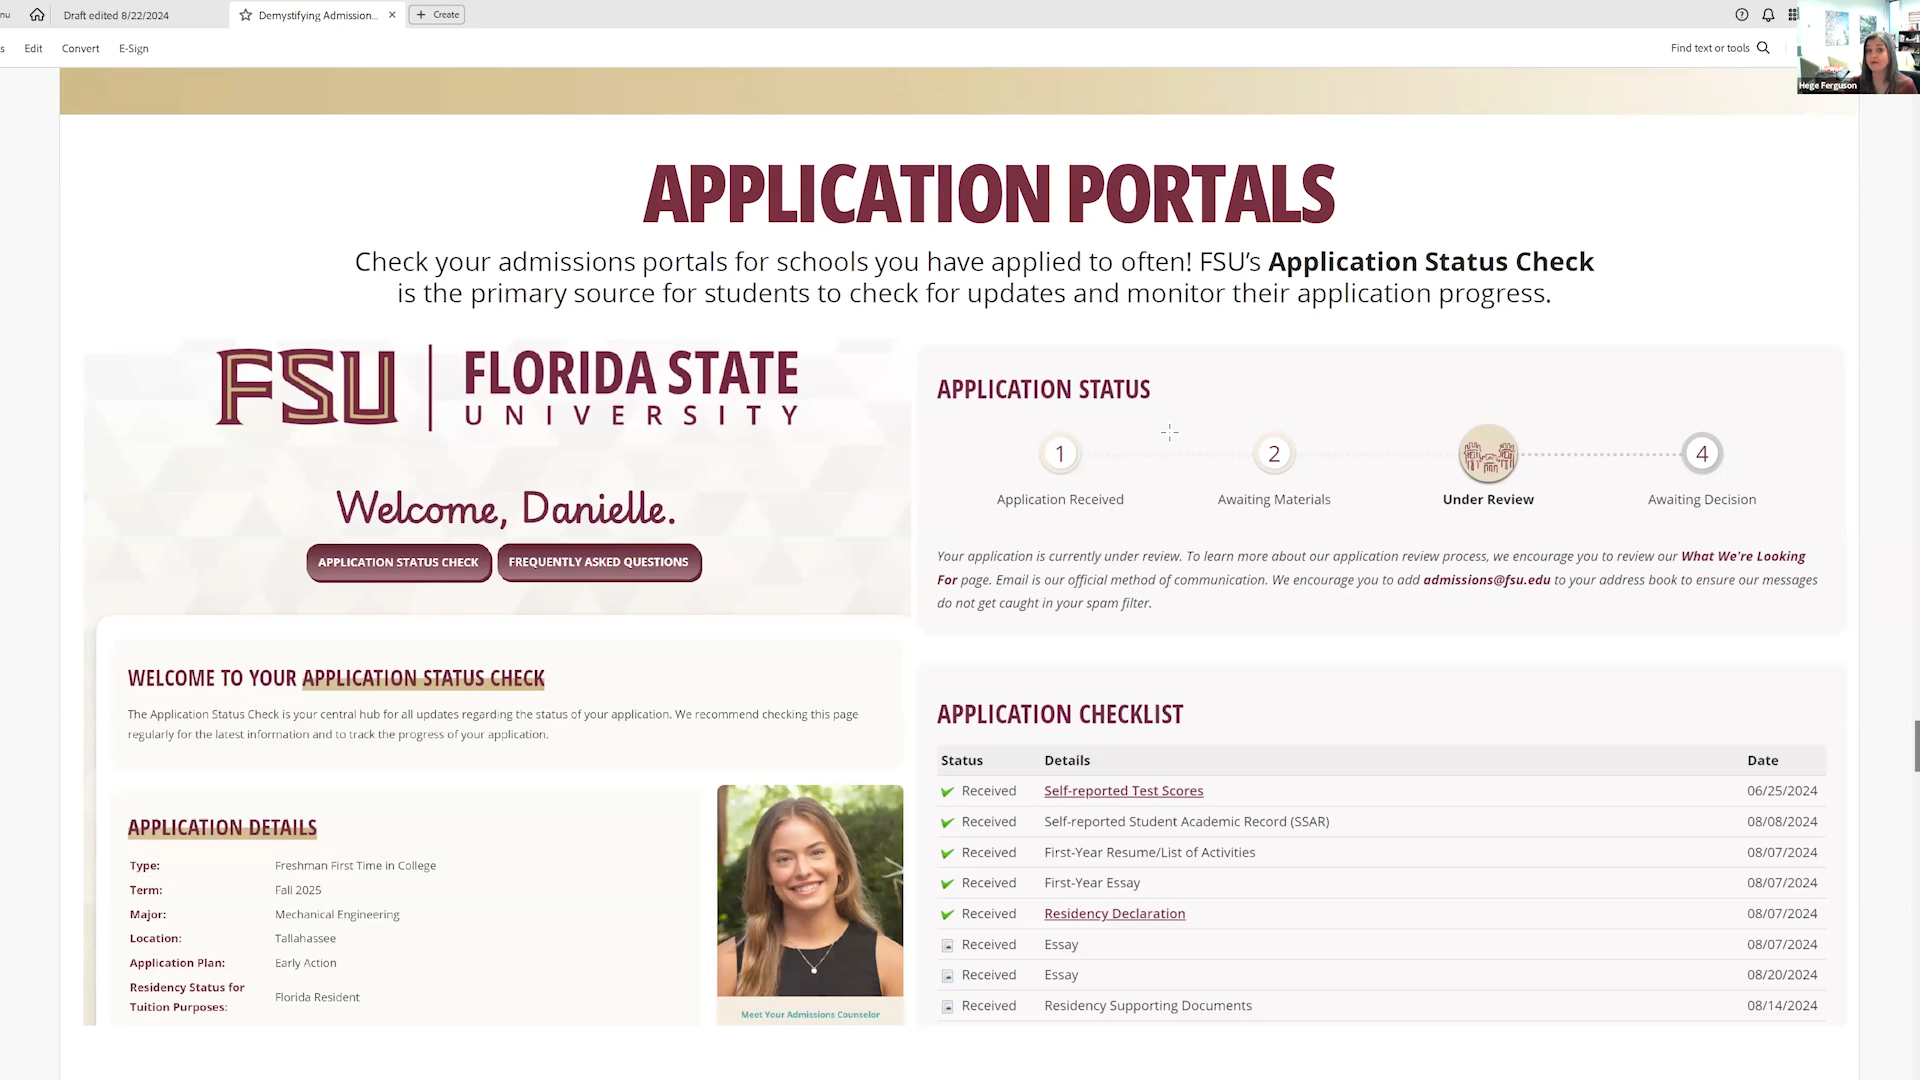 nu
Draft edited 8/22/2024
Demystifying Admission...
Create
s
Edit
Convert
E-Sign
Find text or tools
Hege Ferguson
APPLICATION PORTALS
Check your admissions portals for schools you have applied to often! FSU’s Application Status Check
is the primary source for students to check for updates and monitor their application progress.
FSU
FLORIDA STATE
UNIVERSITY
Welcome, Danielle.
APPLICATION STATUS CHECK
FREQUENTLY ASKED QUESTIONS
WELCOME TO YOUR APPLICATION STATUS CHECK
The Application Status Check is your central hub for all updates regarding the status of your application. We recommend checking this page
regularly for the latest information and to track the progress of your application.
APPLICATION DETAILS
Type: Freshman First Time in College
Term: Fall 2025
Major: Mechanical Engineering
Location: Tallahassee
Application Plan: Early Action
Residency Status for
Tuition Purposes: Florida Resident
Meet Your Admissions Counselor
APPLICATION STATUS
1
2
4
Application Received
Awaiting Materials
Under Review
Awaiting Decision
Your application is currently under review. To learn more about our application review process, we encourage you to review our What We're Looking
For page. Email is our official method of communication. We encourage you to add admissions@fsu.edu to your address book to ensure our messages
do not get caught in your spam filter.
APPLICATION CHECKLIST
Status Details Date
Received Self-reported Test Scores 06/25/2024
Received Self-reported Student Academic Record (SSAR) 08/08/2024
Received First-Year Resume/List of Activities 08/07/2024
Received First-Year Essay 08/07/2024
Received Residency Declaration 08/07/2024
Received Essay 08/07/2024
Received Essay 08/20/2024
Received Residency Supporting Documents 08/14/2024